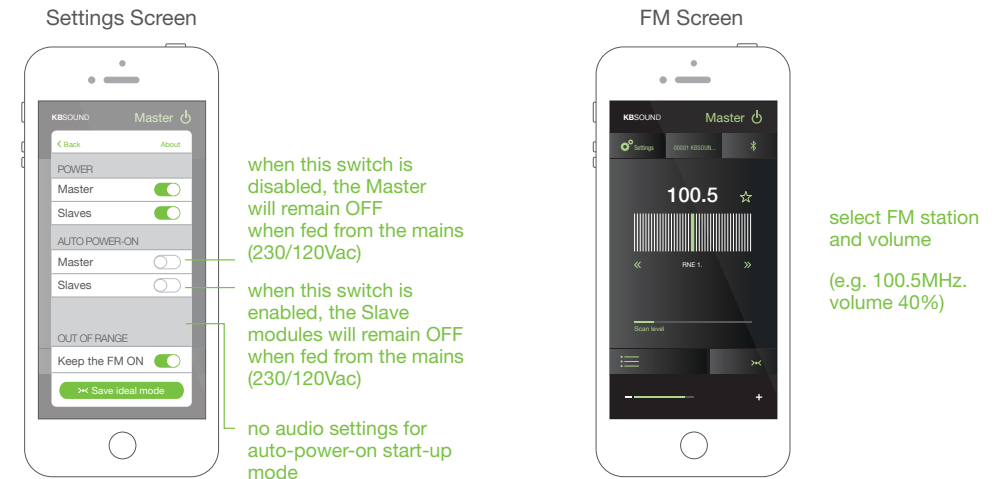 Settings Screen
KBSOUND Master
Back About
POWER
Master
Slaves
AUTO POWER-ON
Master
Slaves
OUT OF RANGE
Keep the FM ON
Save ideal mode
when this switch is
disabled, the Master
will remain OFF
when fed from the mains
(230/120Vac)
when this switch is
enabled, the Slave
modules will remain OFF
when fed from the mains
(230/120Vac)
no audio settings for
auto-power-on start-up
mode
FM Screen
KBSOUND Master
Settings 00001 KBSOUN...
100.5
RNE 1.
Scan level
select FM station
and volume
(e.g. 100.5MHz.
volume 40%)